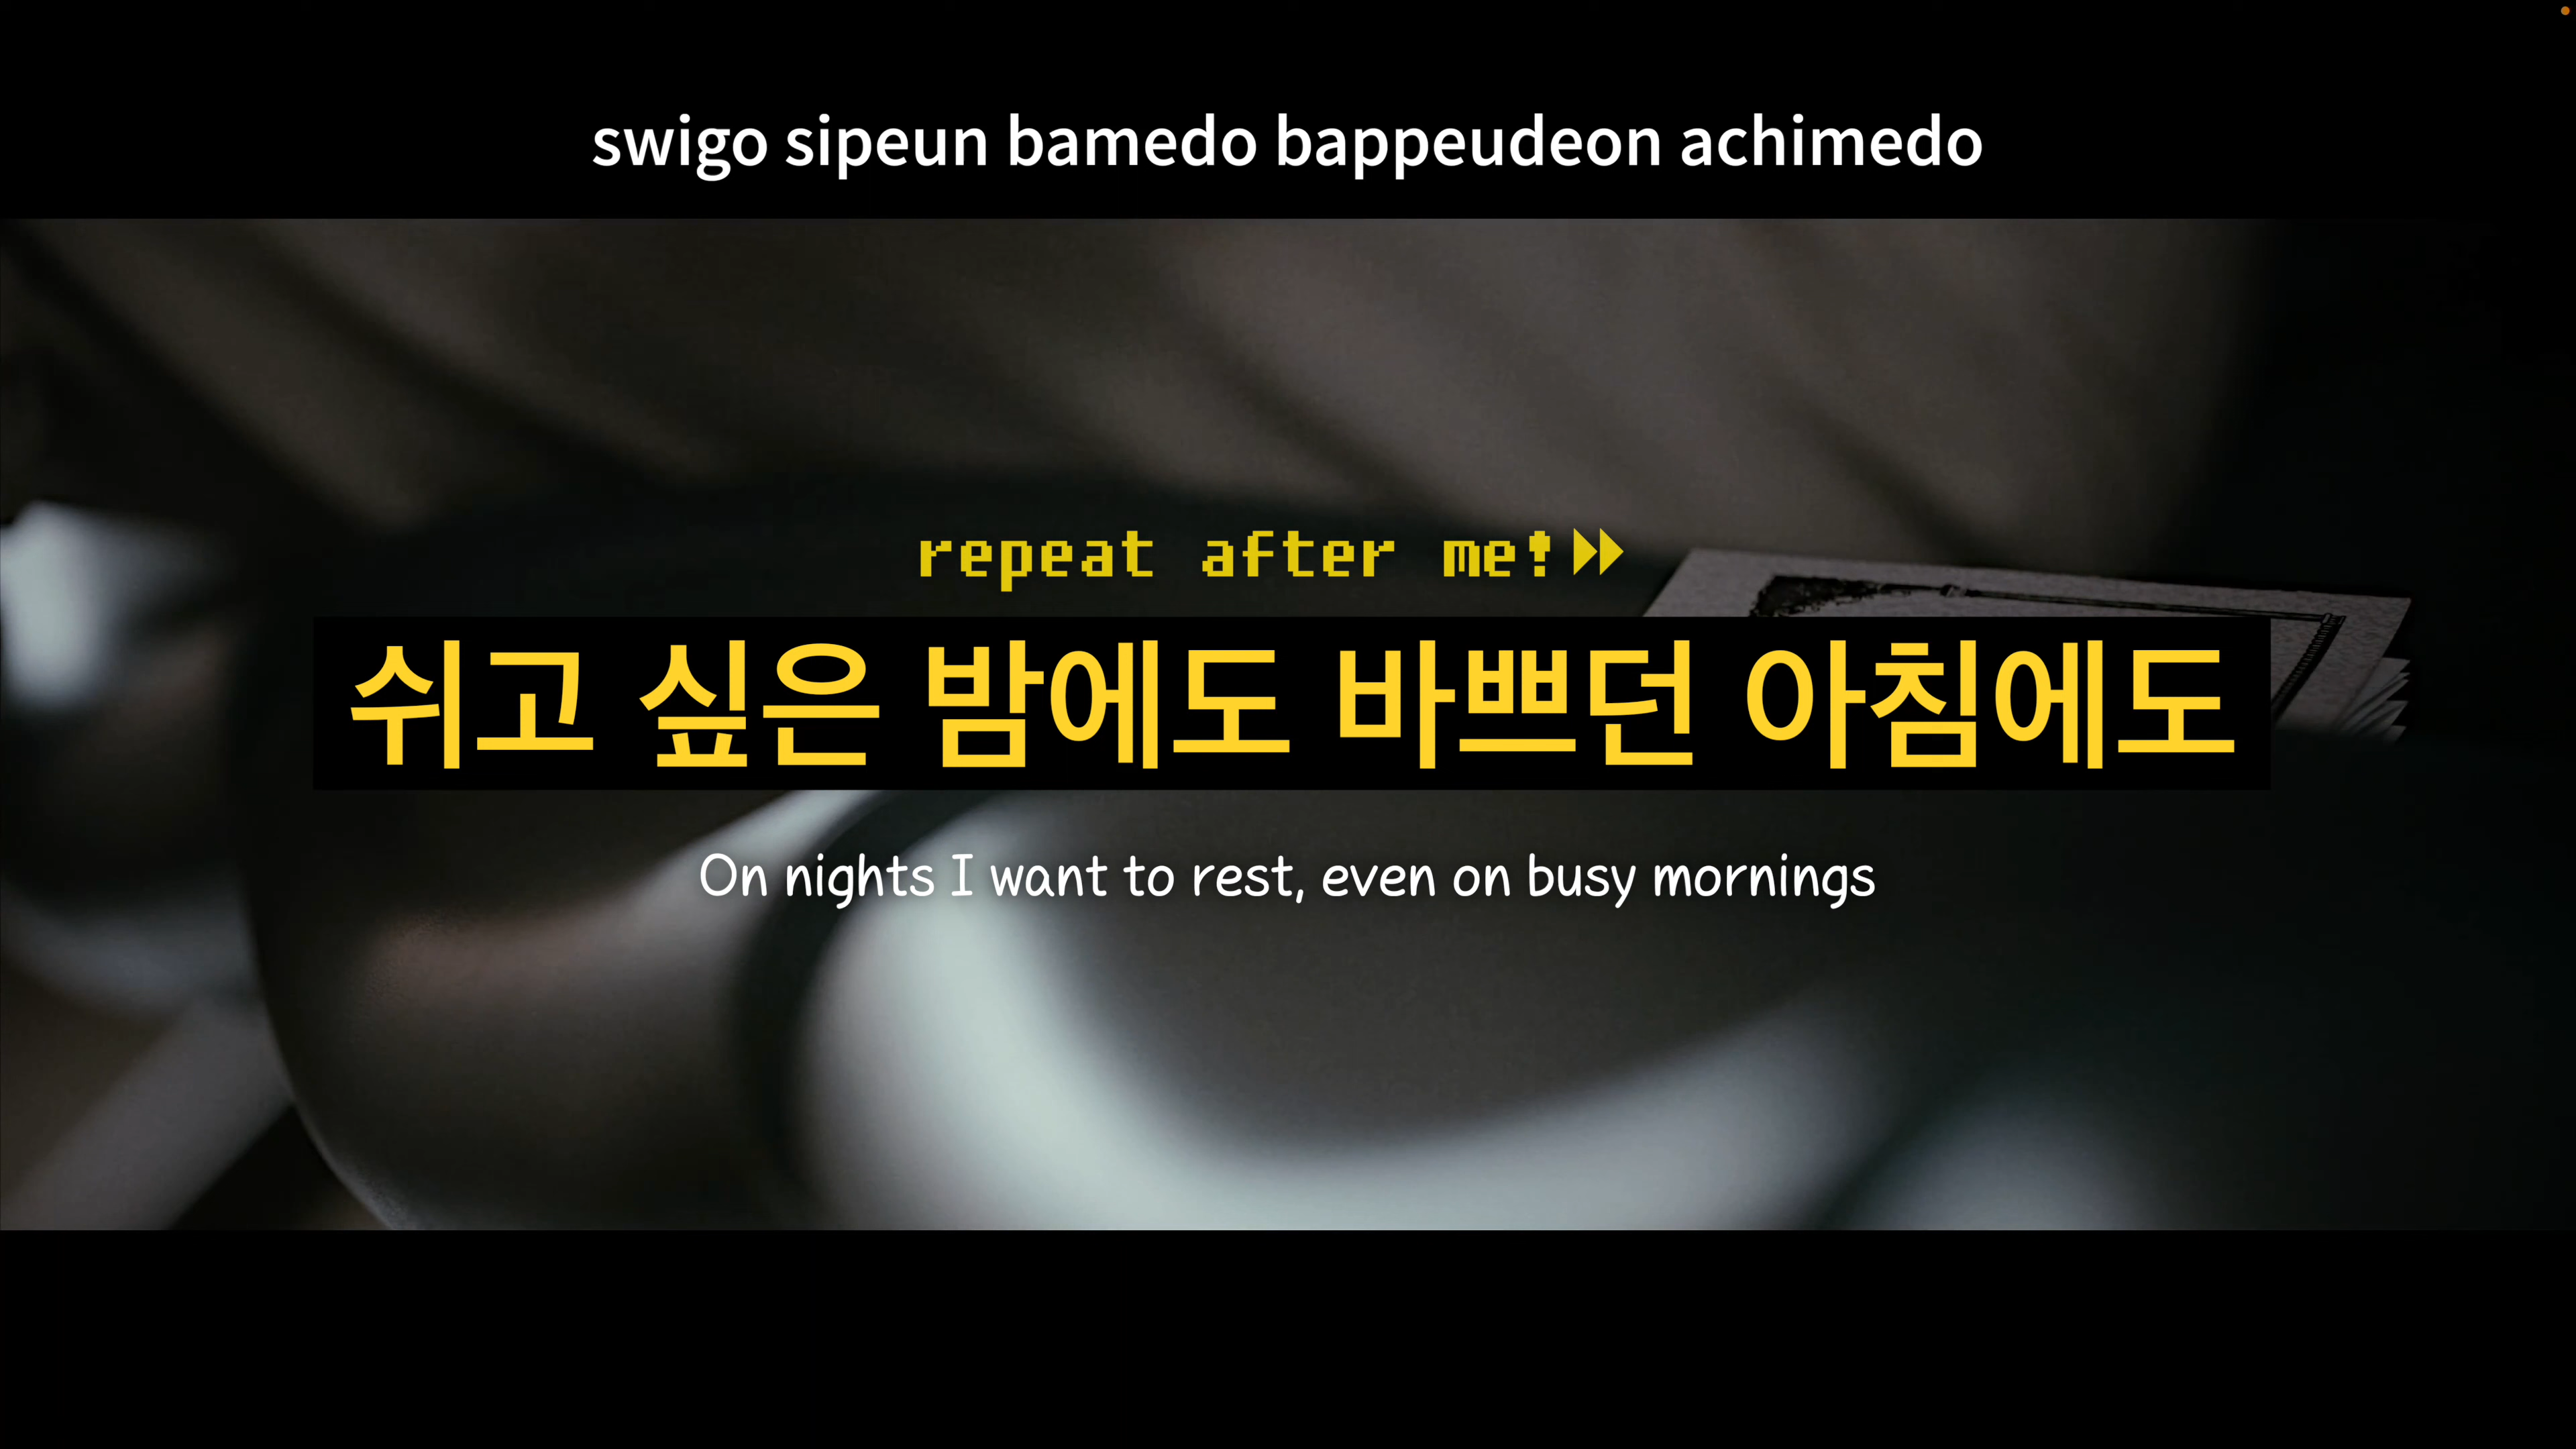 swigo sipeun bamedo bappeudeon achimedo
repeat after me!
쉬고 싶은 밤에도 바쁘던 아침에도
On nights I want to rest, even on busy mornings